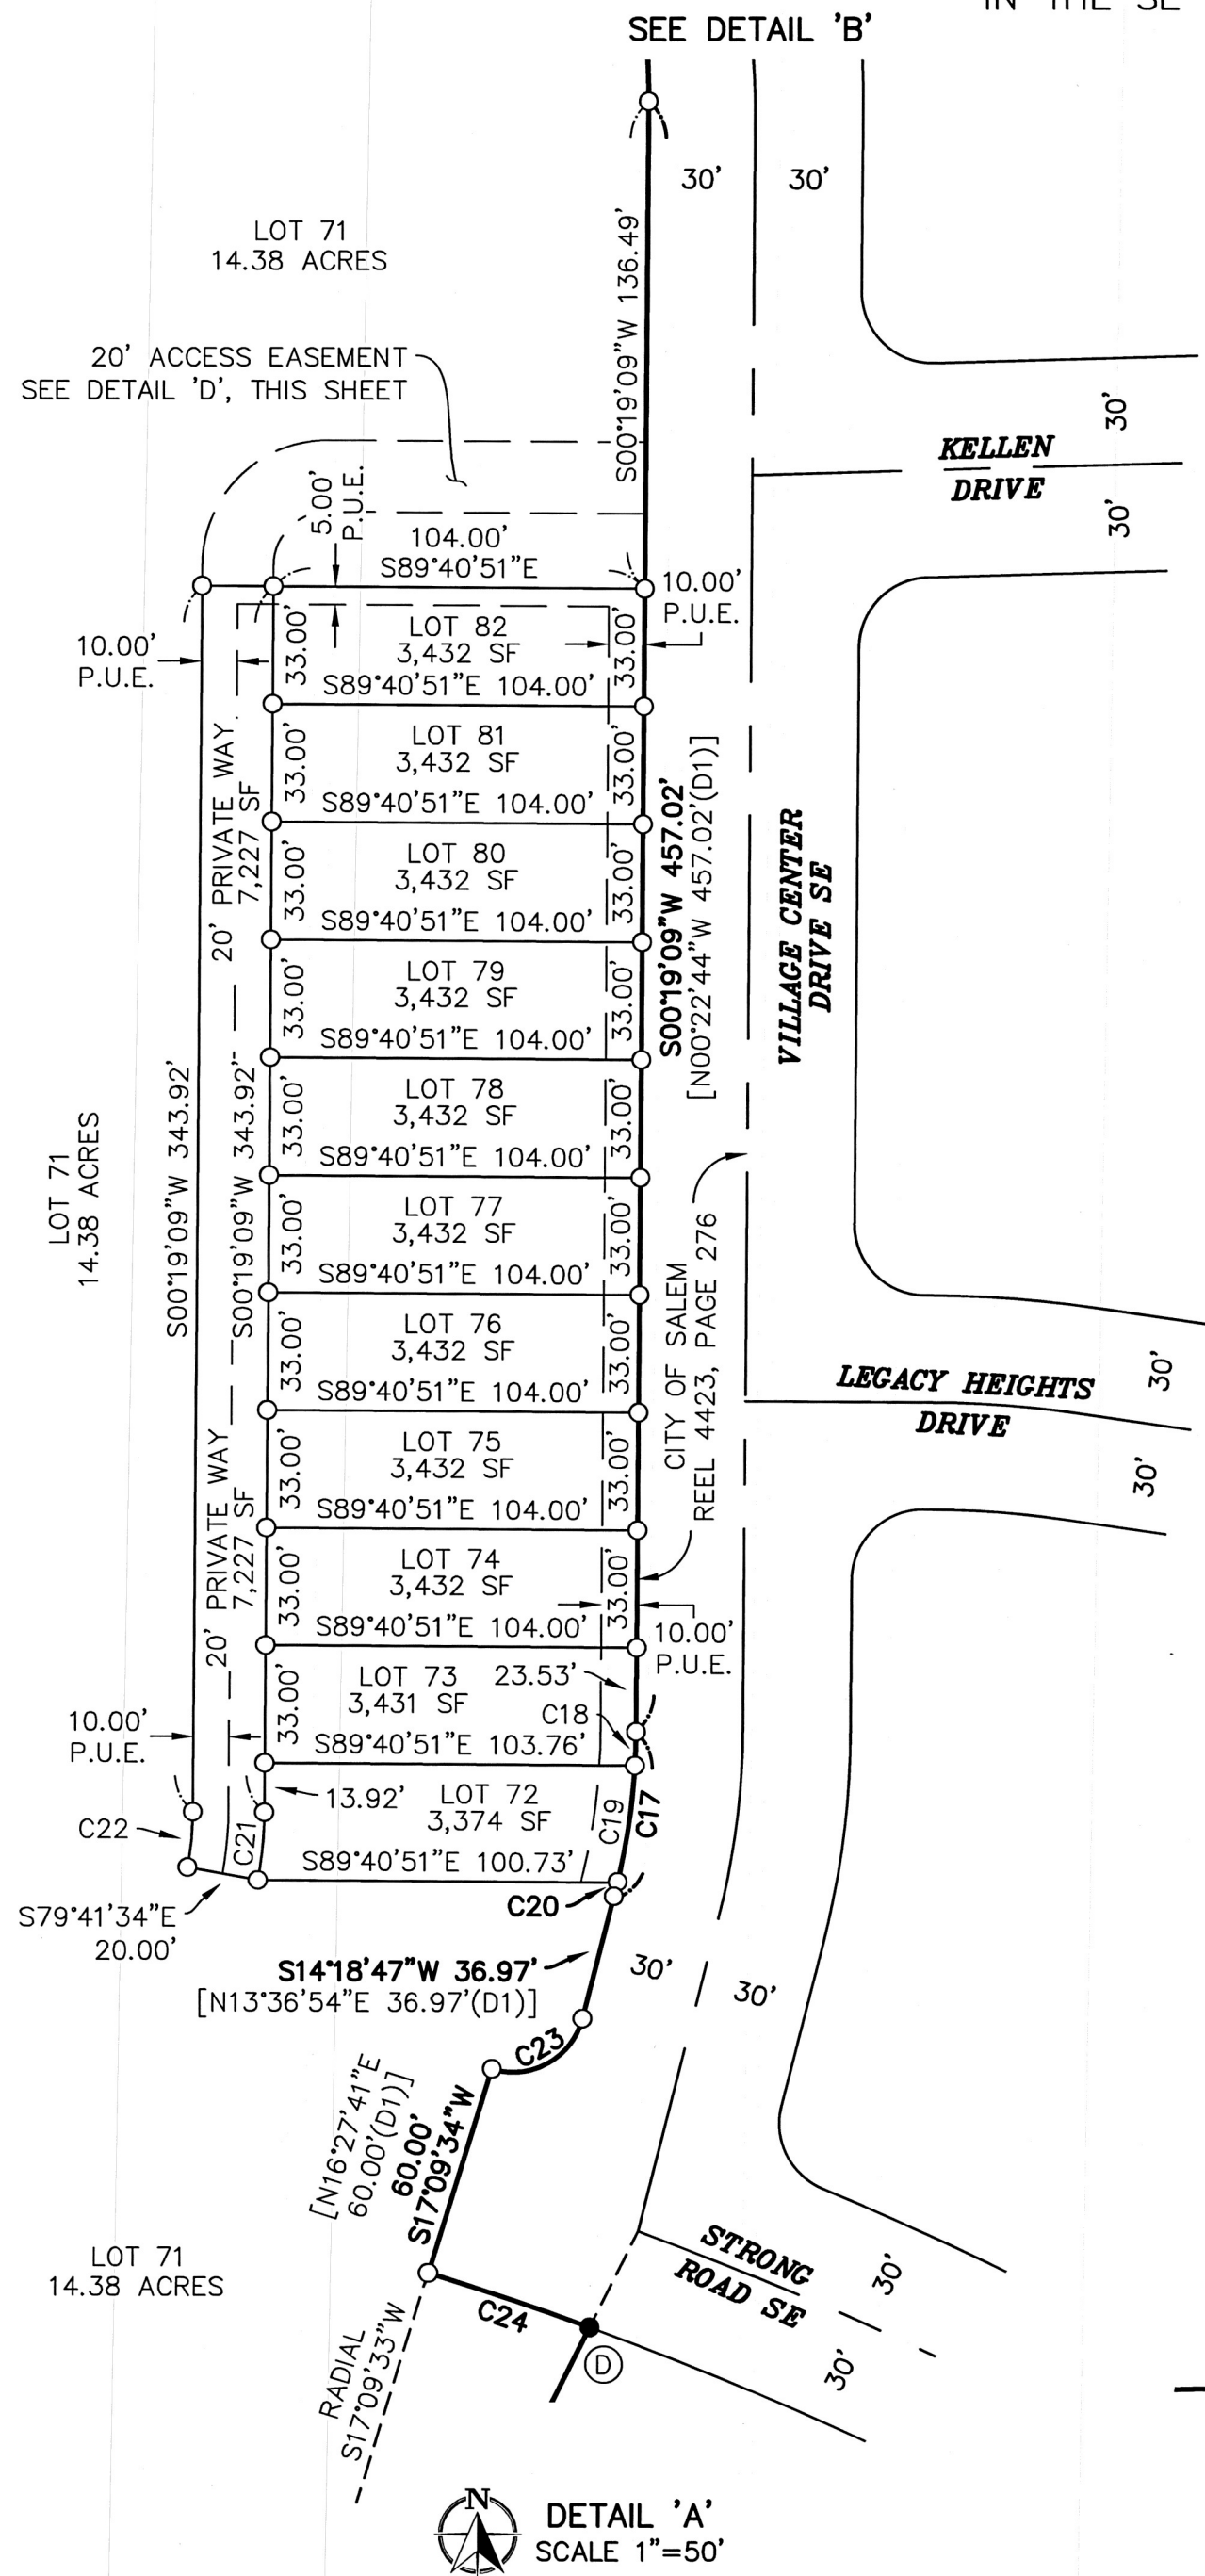 IN THE SE
SEE DETAIL 'B'
30'
30'
S00°19'09"W 136.49'
LOT 71
14.38 ACRES
20' ACCESS EASEMENT
SEE DETAIL 'D', THIS SHEET
30'
KELLEN
DRIVE
30'
5.00'
P.U.E.
104.00'
S89°40'51"E
10.00'
P.U.E.
10.00'
P.U.E.
33.00'
LOT 82
3,432 SF
33.00'
S89°40'51"E 104.00'
20' PRIVATE WAY
7,227 SF
33.00'
LOT 81
3,432 SF
33.00'
S89°40'51"E 104.00'
33.00'
LOT 80
3,432 SF
33.00'
S89°40'51"E 104.00'
S00°19'09"W 457.02'
[N00°22'44"W 457.02'(D1)]
VILLAGE CENTER
DRIVE SE
33.00'
LOT 79
3,432 SF
33.00'
S89°40'51"E 104.00'
LOT 71
14.38 ACRES
S00°19'09"W 343.92'
S00°19'09"W 343.92'
33.00'
LOT 78
3,432 SF
33.00'
S89°40'51"E 104.00'
33.00'
LOT 77
3,432 SF
33.00'
S89°40'51"E 104.00'
CITY OF SALEM
REEL 4423, PAGE 276
33.00'
LOT 76
3,432 SF
33.00'
S89°40'51"E 104.00'
30'
LEGACY HEIGHTS
DRIVE
30'
20' PRIVATE WAY
7,227 SF
33.00'
LOT 75
3,432 SF
33.00'
S89°40'51"E 104.00'
33.00'
LOT 74
3,432 SF
33.00'
S89°40'51"E 104.00'
10.00'
P.U.E.
33.00'
LOT 73
3,431 SF
23.53'
C18
S89°40'51"E 103.76'
10.00'
P.U.E.
13.92'
LOT 72
3,374 SF
C19
C17
C22
C21
S89°40'51"E 100.73'
C20
S79°41'34"E
20.00'
S14°18'47"W 36.97'
[N13°36'54"E 36.97'(D1)]
30'
30'
C23
[N16°27'41"E
60.00'(D1)]
60.00'
S17°09'34"W
LOT 71
14.38 ACRES
STRONG
ROAD SE
30'
30'
C24
D
RADIAL
S17°09'33"W
N
DETAIL 'A'
SCALE 1"=50'